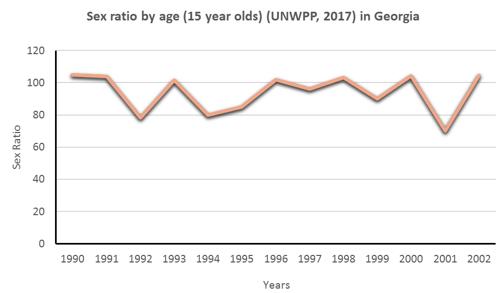 Sex ratio by age (15 year olds) (UNWPP, 2017) in Georgia
120
100
80
60
40
20
0
Sex Ratio
1990 1991 1992 1993 1994 1995 1996 1997 1998 1999 2000 2001 2002
Years